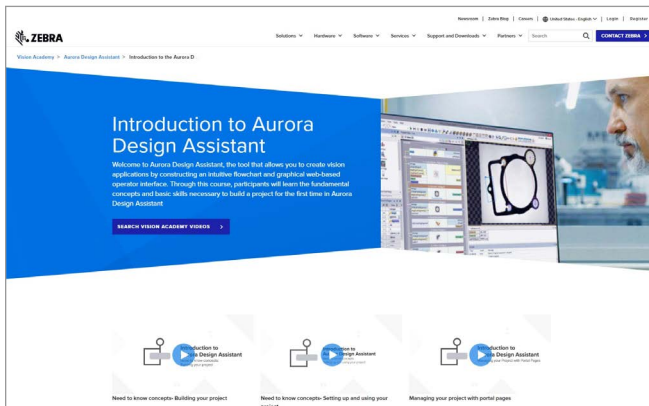 Newsroom | Zebra Blog | Careers | United States - English | Login | Register
ZEBRA
Solutions Hardware Software Services Support and Downloads Partners Search CONTACT ZEBRA >
Vision Academy > Aurora Design Assistant > Introduction to the Aurora D
Introduction to Aurora
Design Assistant
Welcome to Aurora Design Assistant, the tool that allows you to create vision
applications by constructing an intuitive flowchart and graphical web-based
operator interface. Through this course, participants will learn the fundamental
concepts and basic skills necessary to build a project for the first time in Aurora
Design Assistant
SEARCH VISION ACADEMY VIDEOS >
Introduction to
Design Assistant
Introduction to
Design Assistant
Introduction to
Design Assistant
Need to know concepts- Building your project
Need to know concepts- Setting up and using your
Managing your project with portal pages